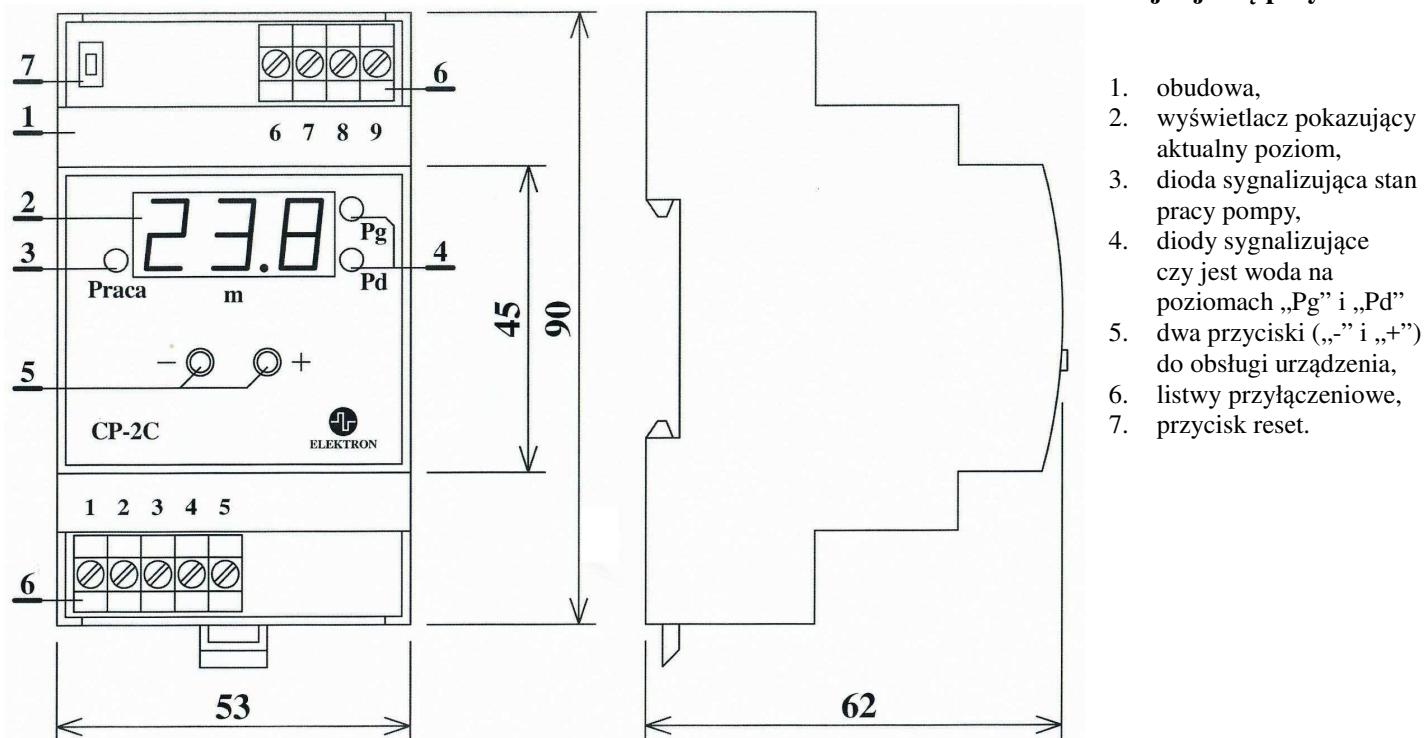 7
6
1
6 7 8 9
2
23.8
Pg
3
4
Praca
m
Pd
45
90
- +
5
CP-2C
ELEKTRON
1 2 3 4 5
6
53
62
1. obudowa,
2. wyświetlacz pokazujący
aktualny poziom,
3. dioda sygnalizująca stan
pracy pompy,
4. diody sygnalizujące
czy jest woda na
poziomach „Pg” i „Pd”
5. dwa przyciski („-” i „+”)
do obsługi urządzenia,
6. listwy przyłączeniowe,
7. przycisk reset.